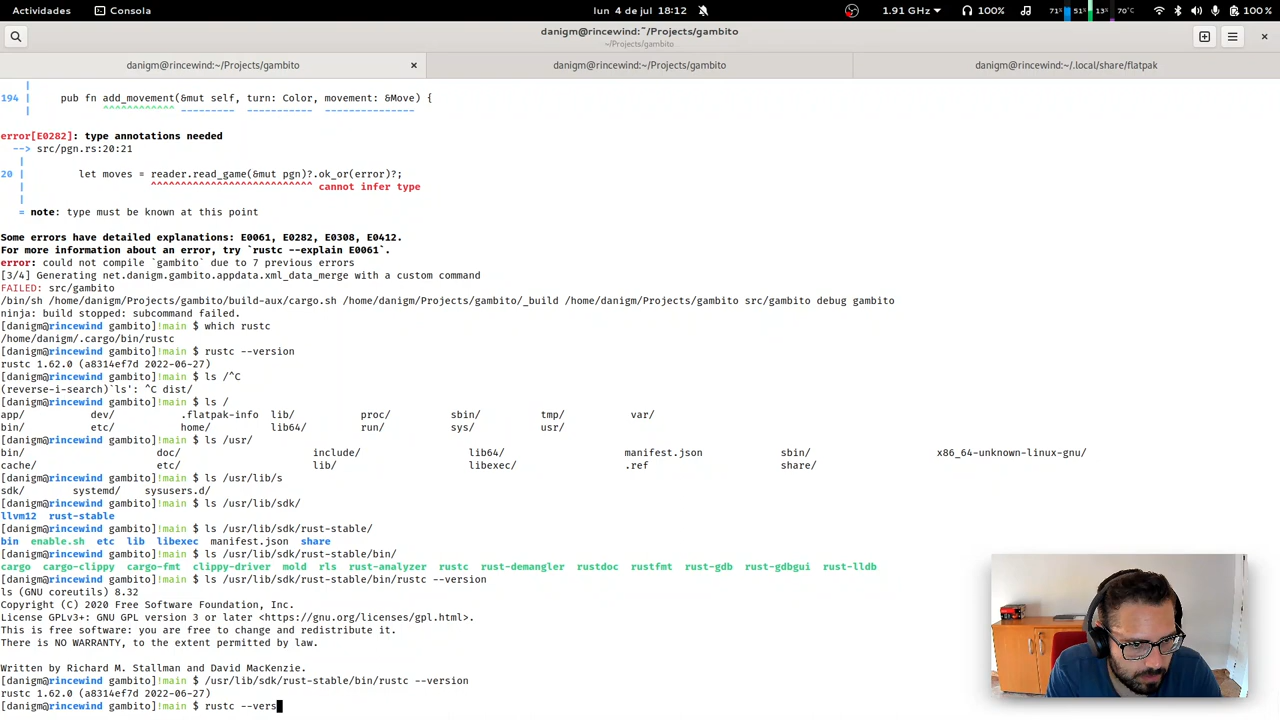 Actividades Consola lun 4 de jul 18:12 1.91 GHz 100% 71% 51% 13% 70°C 100 %
danigm@rincewind:~/Projects/gambito
~/Projects/gambito
danigm@rincewind:~/Projects/gambito danigm@rincewind:~/Projects/gambito danigm@rincewind:~/.local/share/flatpak
194 | pub fn add_movement(&mut self, turn: Color, movement: &Move) {
| ^^^^^^^^^^^^ --------- ----------- ---------------
error[E0282]: type annotations needed
--> src/pgn.rs:20:21
|
20 | let moves = reader.read_game(&mut pgn)?.ok_or(error)?;
| ^^^^^^^^^^^^^^^^^^^^^^^^^^ cannot infer type
|
= note: type must be known at this point
Some errors have detailed explanations: E0061, E0282, E0308, E0412.
For more information about an error, try `rustc --explain E0061`.
error: could not compile `gambito` due to 7 previous errors
[3/4] Generating net.danigm.gambito.appdata.xml_data_merge with a custom command
FAILED: src/gambito
/bin/sh /home/danigm/Projects/gambito/build-aux/cargo.sh /home/danigm/Projects/gambito/_build /home/danigm/Projects/gambito src/gambito debug gambito
ninja: build stopped: subcommand failed.
[danigm@rincewind gambito]!main $ which rustc
/home/danigm/.cargo/bin/rustc
[danigm@rincewind gambito]!main $ rustc --version
rustc 1.62.0 (a8314ef7d 2022-06-27)
[danigm@rincewind gambito]!main $ ls /^C
(reverse-i-search)`ls': ^C dist/
[danigm@rincewind gambito]!main $ ls /
app/ dev/ .flatpak-info lib/ proc/ sbin/ tmp/ var/
bin/ etc/ home/ lib64/ run/ sys/ usr/
[danigm@rincewind gambito]!main $ ls /usr/
bin/ doc/ include/ lib64/ manifest.json sbin/ x86_64-unknown-linux-gnu/
cache/ etc/ lib/ libexec/ .ref share/
[danigm@rincewind gambito]!main $ ls /usr/lib/s
sdk/ systemd/ sysusers.d/
[danigm@rincewind gambito]!main $ ls /usr/lib/sdk/
llvm12 rust-stable
[danigm@rincewind gambito]!main $ ls /usr/lib/sdk/rust-stable/
bin enable.sh etc lib libexec manifest.json share
[danigm@rincewind gambito]!main $ ls /usr/lib/sdk/rust-stable/bin/
cargo cargo-clippy cargo-fmt clippy-driver mold rls rust-analyzer rustc rust-demangler rustdoc rustfmt rust-gdb rust-gdbgui rust-lldb
[danigm@rincewind gambito]!main $ ls /usr/lib/sdk/rust-stable/bin/rustc --version
ls (GNU coreutils) 8.32
Copyright (C) 2020 Free Software Foundation, Inc.
License GPLv3+: GNU GPL version 3 or later <https://gnu.org/licenses/gpl.html>.
This is free software: you are free to change and redistribute it.
There is NO WARRANTY, to the extent permitted by law.
Written by Richard M. Stallman and David MacKenzie.
[danigm@rincewind gambito]!main $ /usr/lib/sdk/rust-stable/bin/rustc --version
rustc 1.62.0 (a8314ef7d 2022-06-27)
[danigm@rincewind gambito]!main $ rustc --vers